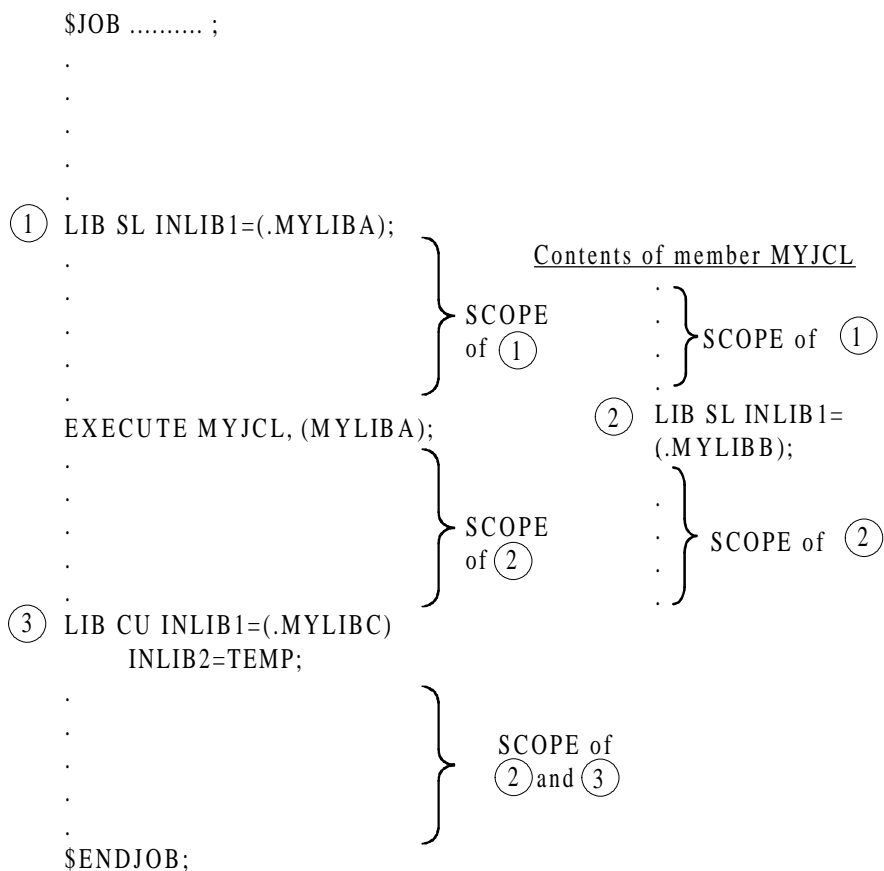 $JOB .......... ;
.
.
.
.
.
1 LIB SL INLIB1=(.MYLIBA);
.
.
.
.
.
SCOPE
of 1
EXECUTE MYJCL, (MYLIBA);
.
.
.
.
.
SCOPE
of 2
3 LIB CU INLIB1=(.MYLIBC)
INLIB2=TEMP;
.
.
.
.
.
SCOPE of
2 and 3
$ENDJOB;
Contents of member MYJCL
.
.
.
.
SCOPE of 1
2 LIB SL INLIB1=
(.MYLIBB);
.
.
.
.
SCOPE of 2